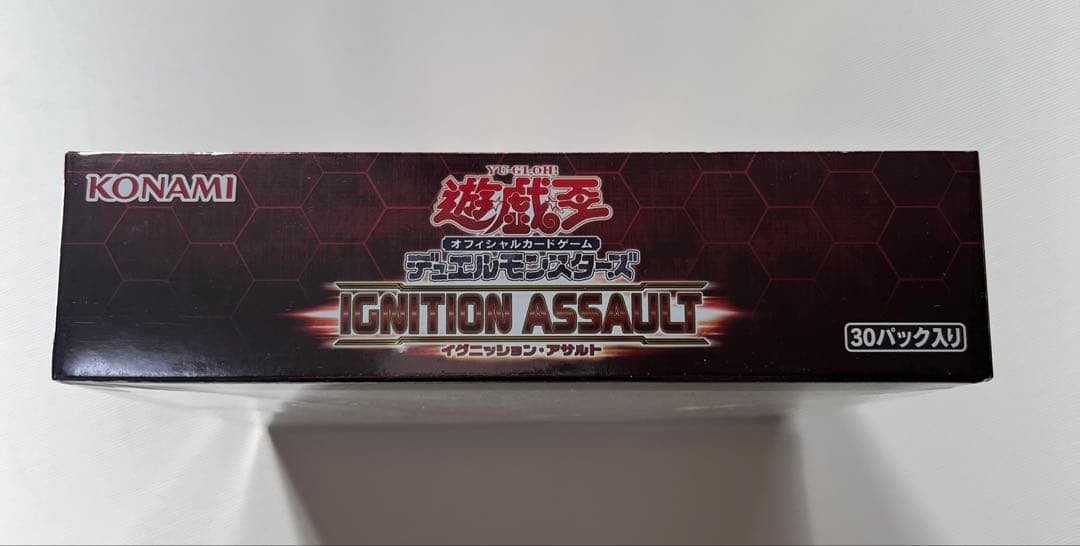 KONAMI
YU-GI-OH!
遊戯王
オフィシャルカードゲーム
デュエルモンスターズ
IGNITION ASSAULT
イグニッション・アサルト
30パック入り